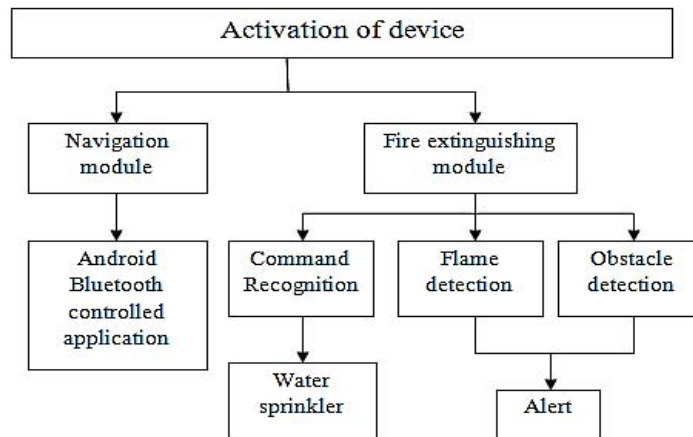 Activation of device
Navigation
module
Fire extinguishing
module
Android
Bluetooth
controlled
application
Command
Recognition
Flame
detection
Obstacle
detection
Water
sprinkler
Alert